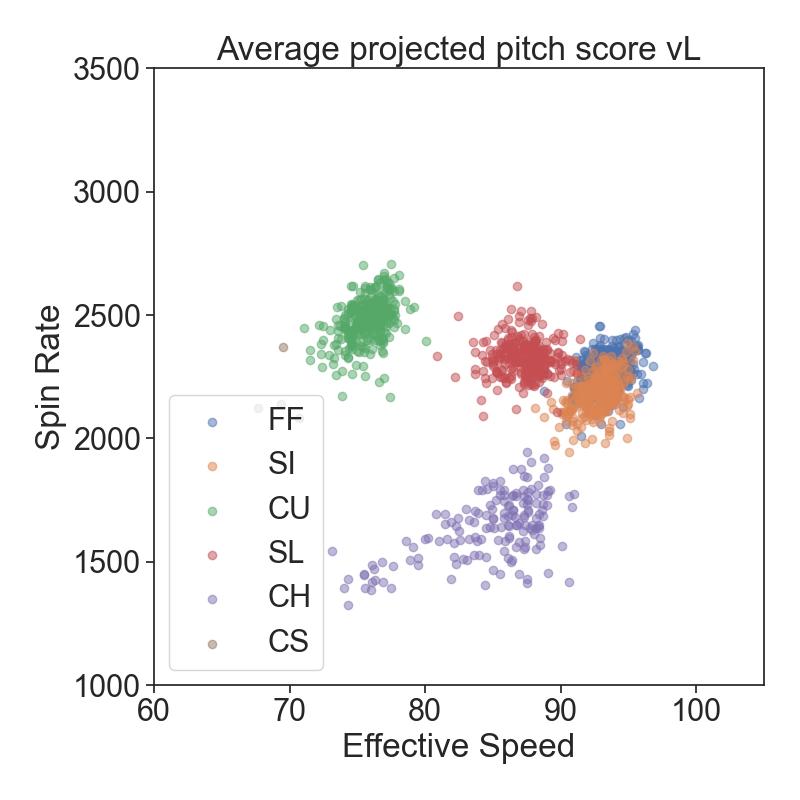 Average projected pitch score vL
3500
3000
2500
2000
1500
1000
Spin Rate
FF
SI
CU
SL
CH
CS
60
70
80
90
100
Effective Speed